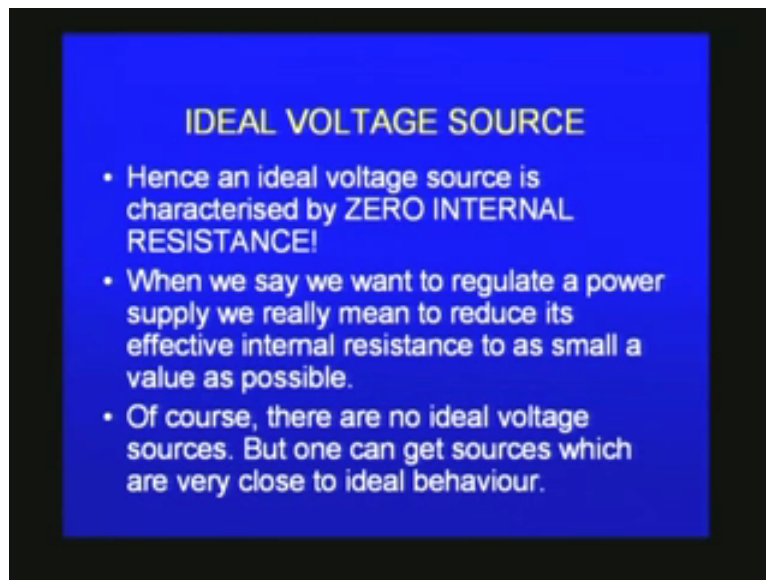 IDEAL VOLTAGE SOURCE
• Hence an ideal voltage source is
characterised by ZERO INTERNAL
RESISTANCE!
• When we say we want to regulate a power
supply we really mean to reduce its
effective internal resistance to as small a
value as possible.
• Of course, there are no ideal voltage
sources. But one can get sources which
are very close to ideal behaviour.